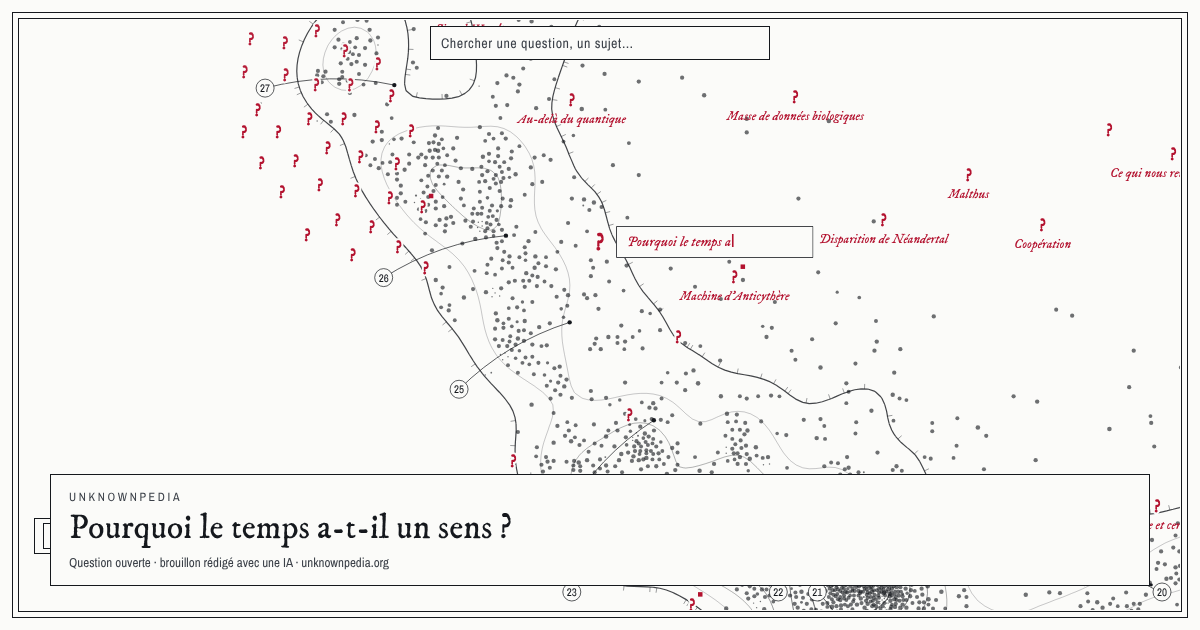 Chercher une question, un sujet…
27
Au-delà du quantique
Masse de données biologiques
Ce qui nous
Malthus
Pourquoi le temps a
Disparition de Néandertal
Coopération
26
Machine d'Anticythère
25
UNKNOWNPEDIA
Pourquoi le temps a-t-il un sens ?
Question ouverte · brouillon rédigé avec une IA · unknownpedia.org
e et
23
22
21
20